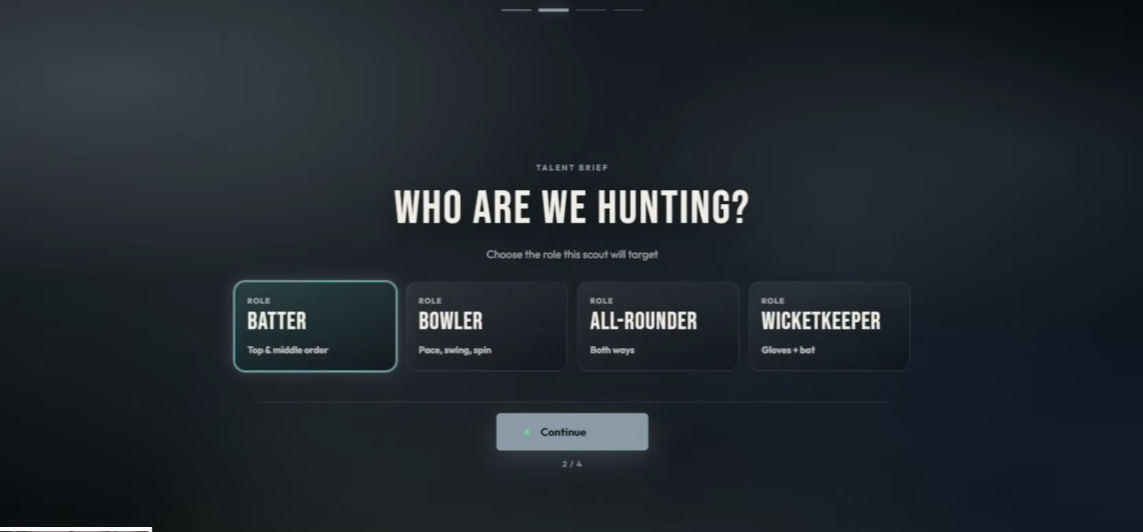 TALENT BRIEF
WHO ARE WE HUNTING?
Choose the role this scout will target
ROLE
BATTER
Top & middle order
ROLE
BOWLER
Pace, swing, spin
ROLE
ALL-ROUNDER
Both ways
ROLE
WICKETKEEPER
Gloves + bat
Continue
2 / 4